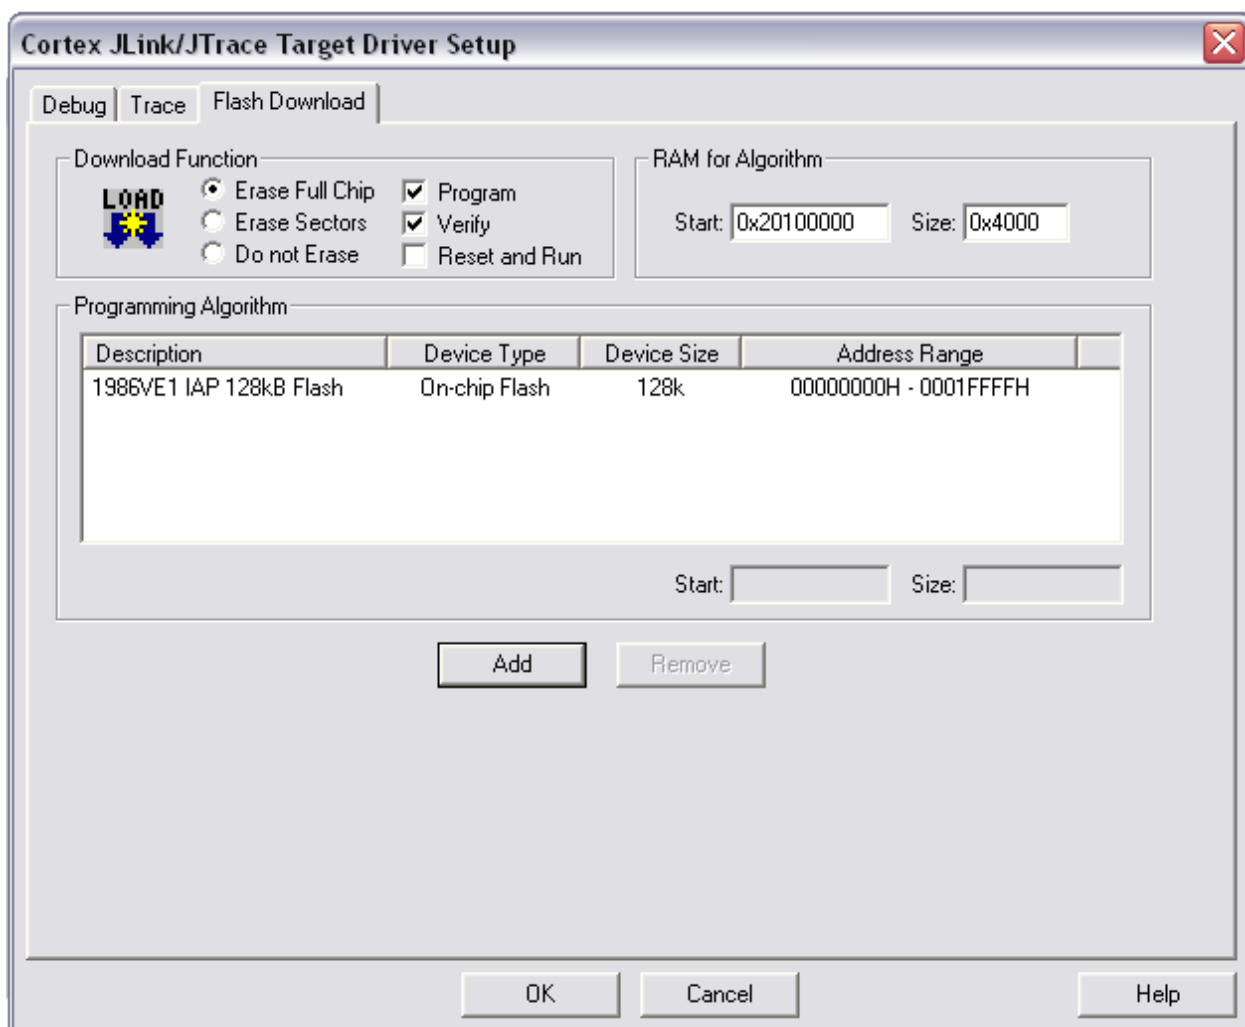 Cortex JLink/JTrace Target Driver Setup
Debug Trace Flash Download
Download Function
LOAD
Erase Full Chip
Erase Sectors
Do not Erase
Program
Verify
Reset and Run
RAM for Algorithm
Start: 0x20100000 Size: 0x4000
Programming Algorithm
Description Device Type Device Size Address Range
1986VE1 IAP 128kB Flash On-chip Flash 128k 00000000H - 0001FFFFH
Start: Size:
Add Remove
OK Cancel Help